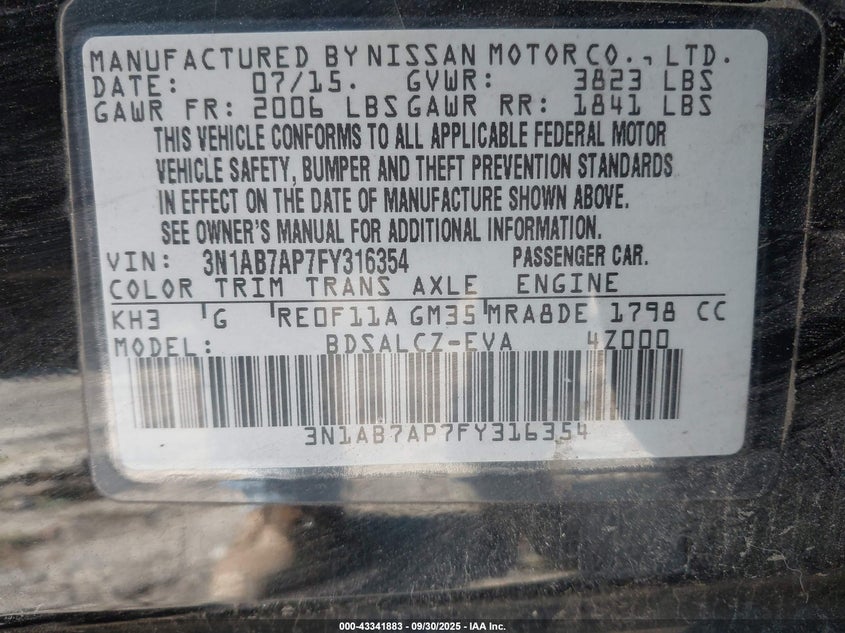 MANUFACTURED BY NISSAN MOTOR CO., LTD.
DATE: 07/15. GVWR: 3823 LBS
GAWR FR: 2006 LBS GAWR RR: 1841 LBS
THIS VEHICLE CONFORMS TO ALL APPLICABLE FEDERAL MOTOR
VEHICLE SAFETY, BUMPER AND THEFT PREVENTION STANDARDS
IN EFFECT ON THE DATE OF MANUFACTURE SHOWN ABOVE.
SEE OWNER'S MANUAL FOR ADDITIONAL INFORMATION.
VIN: 3N1AB7AP7FY316354 PASSENGER CAR.
COLOR TRIM TRANS AXLE ENGINE
KH3 G RE0F11A GM35 MRA8DE 1798 CC
MODEL: BDSALCZ-EVA 4Z000
3N1AB7AP7FY316354
000-43341883 - 09/30/2025 - IAA Inc.